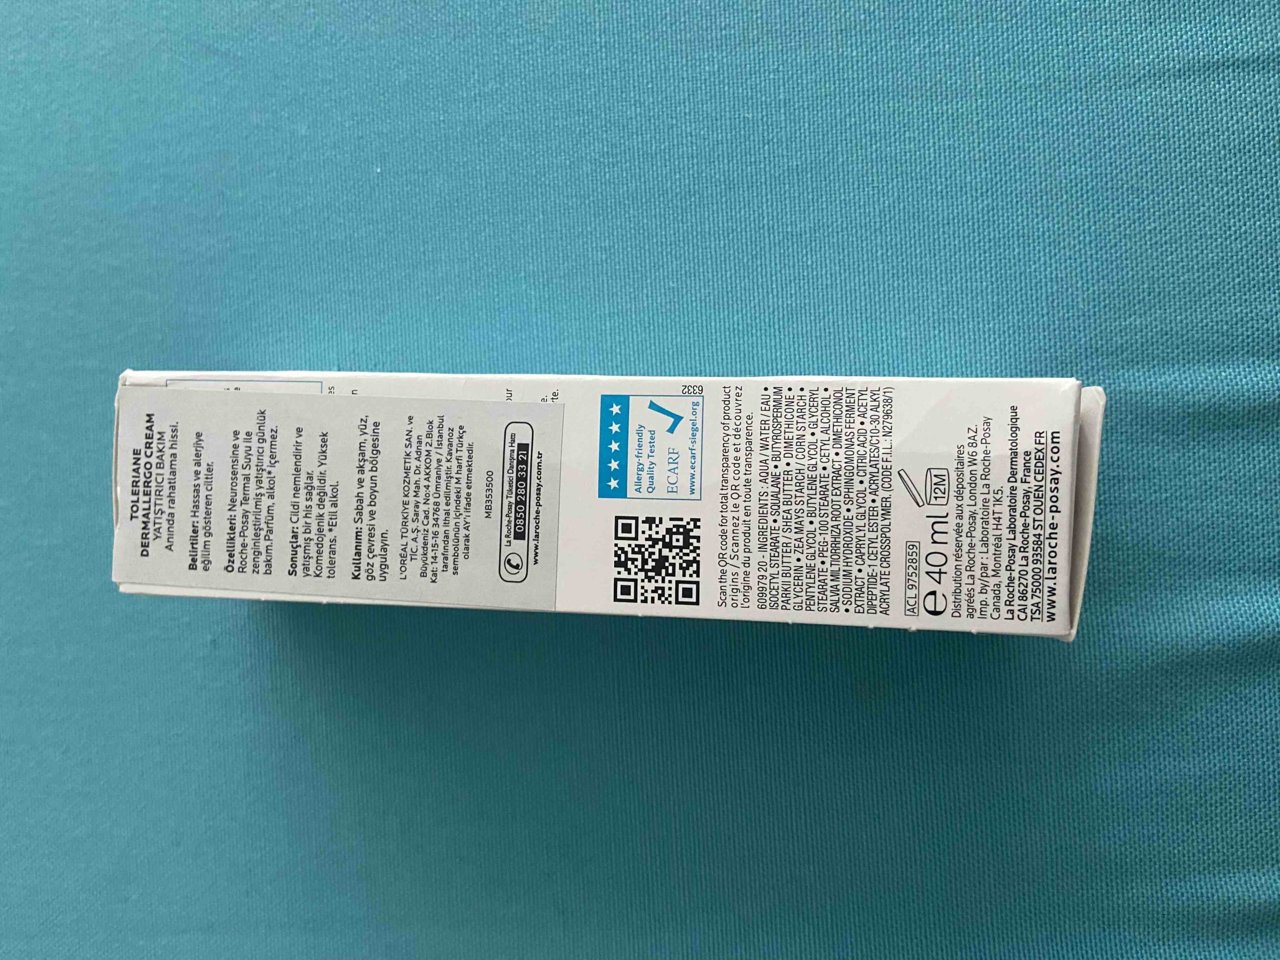 TOLERIANE
DERMALLERGO CREAM
YATIŞTIRICI BAKIM
Anında rahatlama hissi.
Belirtiler: Hassas ve alerjiye
eğilim gösteren ciltler.
Özellikleri: Neurosensine ve
Roche-Posay Termal Suyu ile
zenginleştirilmiş yatıştırıcı günlük
bakım.Parfüm, alkol* içermez.
Sonuçlar: Cildi nemlendirir ve
yatışmış bir his sağlar.
Komedojenik değildir. Yüksek
tolerans. *Etil alkol.
Kullanım: Sabah ve akşam, yüz,
göz çevresi ve boyun bölgesine
uygulayın.
L'ORÉAL TÜRKİYE KOZMETİK SAN. ve
TİC. A.Ş. Saray Mah. Dr. Adnan
Büyükdeniz Cad. No:4 AKKOM 2.Blok
Kat: 14-15-16 34768 Ümraniye / İstanbul
tarafından ithal edilmiştir. Kavanoz
sembolünün içindeki M harfi Türkçe
olarak AY'ı ifade etmektedir.
MB353500
La Roche-Posay Tüketici Danışma Hattı
0850 280 33 21
www.laroche-posay.com.tr
Allergy-friendly
Quality Tested
ECARF
www.ecarf-siegel.org
6332
Scan the QR code for total transparency of product
origins / Scannez le QR code et découvrez
l'origine du produit en toute transparence.
609979 20 - INGREDIENTS: AQUA / WATER / EAU •
ISOCETYL STEARATE • SQUALANE • BUTYROSPERMUM
PARKII BUTTER / SHEA BUTTER • DIMETHICONE •
GLYCERIN • ZEA MAYS STARCH / CORN STARCH •
PENTYLENE GLYCOL • BUTYLENE GLYCOL • GLYCERYL
STEARATE • PEG-100 STEARATE • CETYL ALCOHOL •
SALVIA MILTIORRHIZA ROOT EXTRACT • DIMETHICONOL
• SODIUM HYDROXIDE • SPHINGOMONAS FERMENT
EXTRACT • CAPRYLYL GLYCOL • CITRIC ACID • ACETYL
DIPEPTIDE-1 CETYL ESTER • ACRYLATES/C10-30 ALKYL
ACRYLATE CROSSPOLYMER. (CODE F.I.L.: N279638/1)
ACL 9752859
e 40 ml 12M
Distribution réservée aux dépositaires
agréés La Roche-Posay, London W6 8AZ.
Imp. by/par : Laboratoire La Roche-Posay
Canada, Montréal H4T 1K5.
La Roche-Posay Laboratoire Dermatologique
CAI 86270 La Roche-Posay, France
TSA 75000 93584 ST OUEN CEDEX FR
www.laroche-posay.com